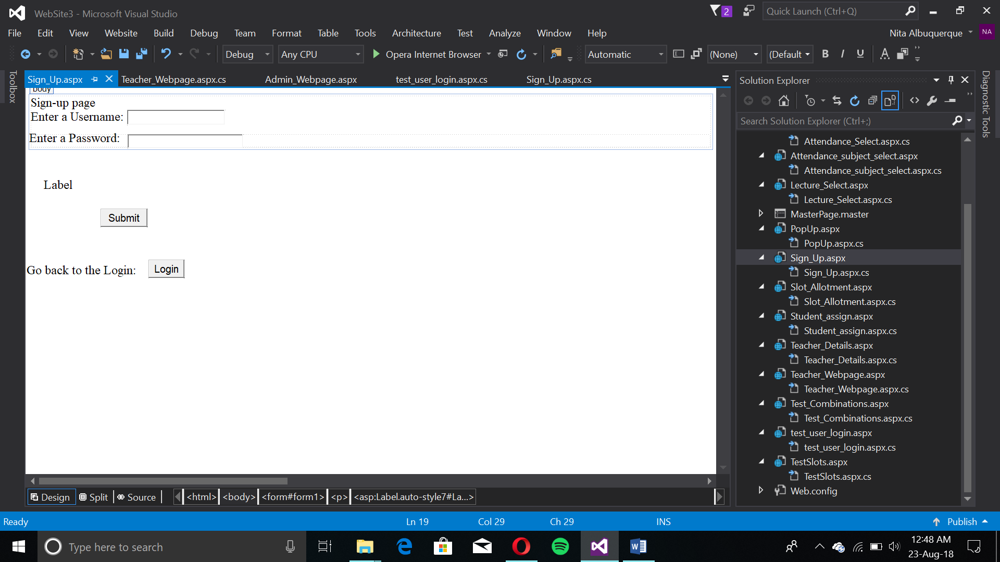 WebSite3 - Microsoft Visual Studio
2
Quick Launch (Ctrl+Q)
File Edit View Website Build Debug Team Format Table Tools Architecture Test Analyze Window Help
Nita Albuquerque NA
Debug Any CPU Opera Internet Browser Automatic (None) (Default B I U A
Toolbox
Sign_Up.aspx Teacher_Webpage.aspx.cs Admin_Webpage.aspx test_user_login.aspx.cs Sign_Up.aspx.cs
body
Sign-up page
Enter a Username:
Enter a Password:
Label
Submit
Go back to the Login: Login
Design Split Source <html> <body> <form#form1> <p> <asp:Label.auto-style7#La...>
Solution Explorer
Search Solution Explorer (Ctrl+;)
Attendance_Select.aspx.cs
Attendance_subject_select.aspx
Attendance_subject_select.aspx.cs
Lecture_Select.aspx
Lecture_Select.aspx.cs
MasterPage.master
PopUp.aspx
PopUp.aspx.cs
Sign_Up.aspx
Sign_Up.aspx.cs
Slot_Allotment.aspx
Slot_Allotment.aspx.cs
Student_assign.aspx
Student_assign.aspx.cs
Teacher_Details.aspx
Teacher_Details.aspx.cs
Teacher_Webpage.aspx
Teacher_Webpage.aspx.cs
Test_Combinations.aspx
Test_Combinations.aspx.cs
test_user_login.aspx
test_user_login.aspx.cs
TestSlots.aspx
TestSlots.aspx.cs
Web.config
Diagnostic Tools
Ready Ln 19 Col 29 Ch 29 INS Publish
Type here to search
12:48 AM
23-Aug-18